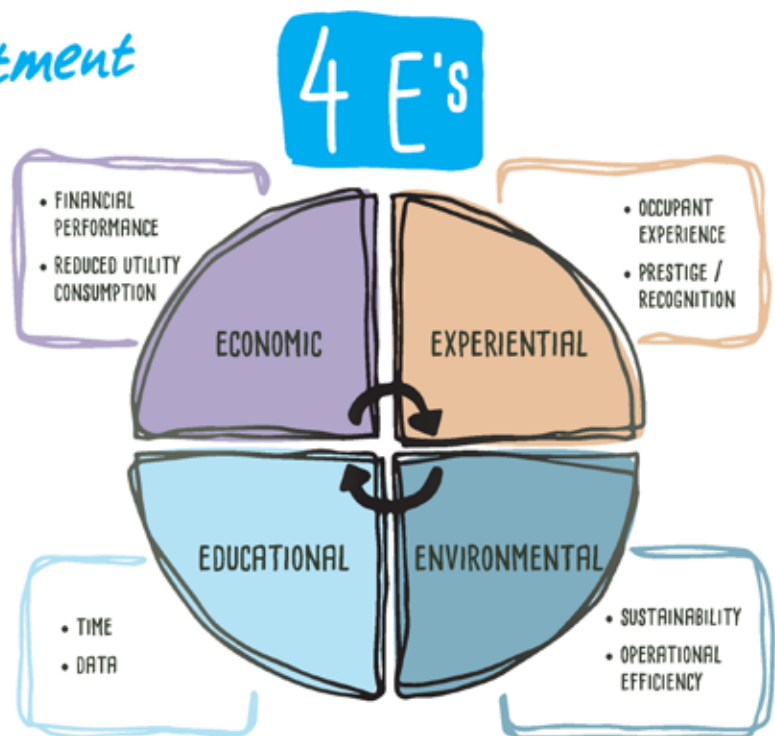 4 E's
• FINANCIAL
PERFORMANCE
• REDUCED UTILITY
CONSUMPTION
• OCCUPANT
EXPERIENCE
• PRESTIGE /
RECOGNITION
ECONOMIC
EXPERIENTIAL
EDUCATIONAL
ENVIRONMENTAL
• TIME
• DATA
• SUSTAINABILITY
• OPERATIONAL
EFFICIENCY